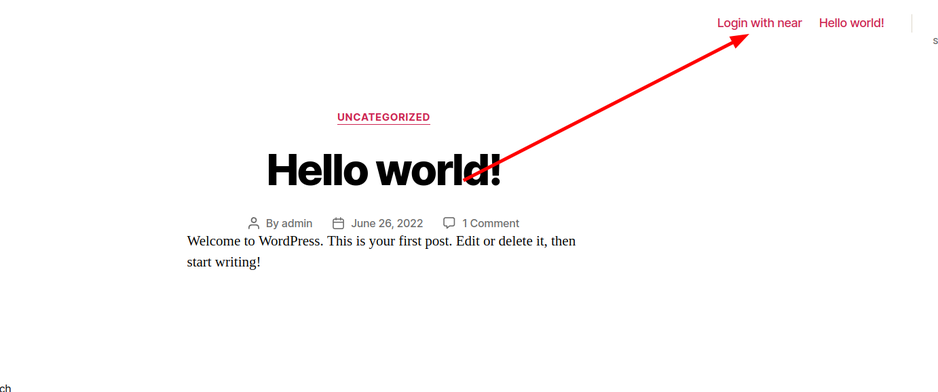 Login with near Hello world!
s
UNCATEGORIZED
Hello world!
By admin June 26, 2022 1 Comment
Welcome to WordPress. This is your first post. Edit or delete it, then
start writing!
ch